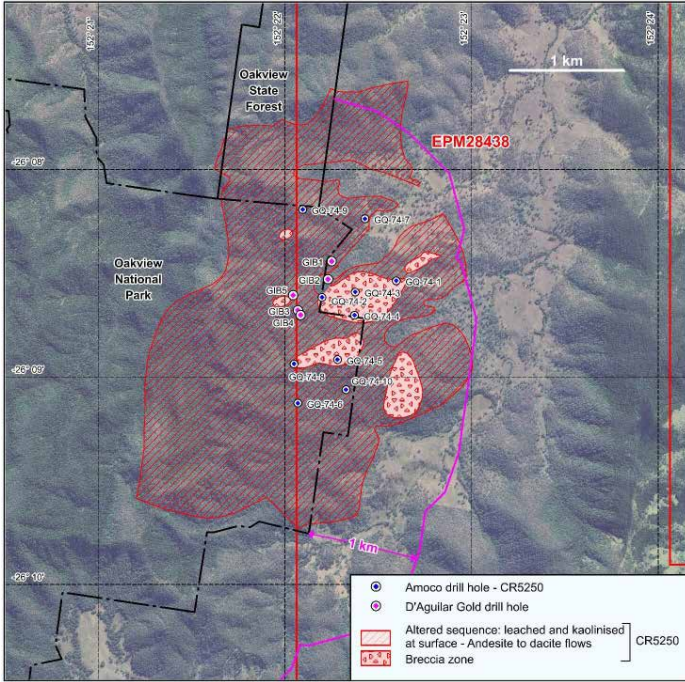 152° 21'
152° 22'
152° 23'
152° 24'
1 km
Oakview
State
Forest
EPM28438
-26° 08'
GQ-74-9
GQ-74-7
Oakview
National
Park
GIB1
GIB2
GQ-74-1
GIB5
GQ-74-3
GQ-74-2
GIB3
GIB4
GQ-74-4
-26° 09'
GQ-74-5
GQ-74-8
GQ-74-10
GQ-74-6
1 km
-26° 10'
Amoco drill hole - CR5250
D'Aguilar Gold drill hole
Altered sequence: leached and kaolinised
at surface - Andesite to dacite flows
CR5250
Breccia zone